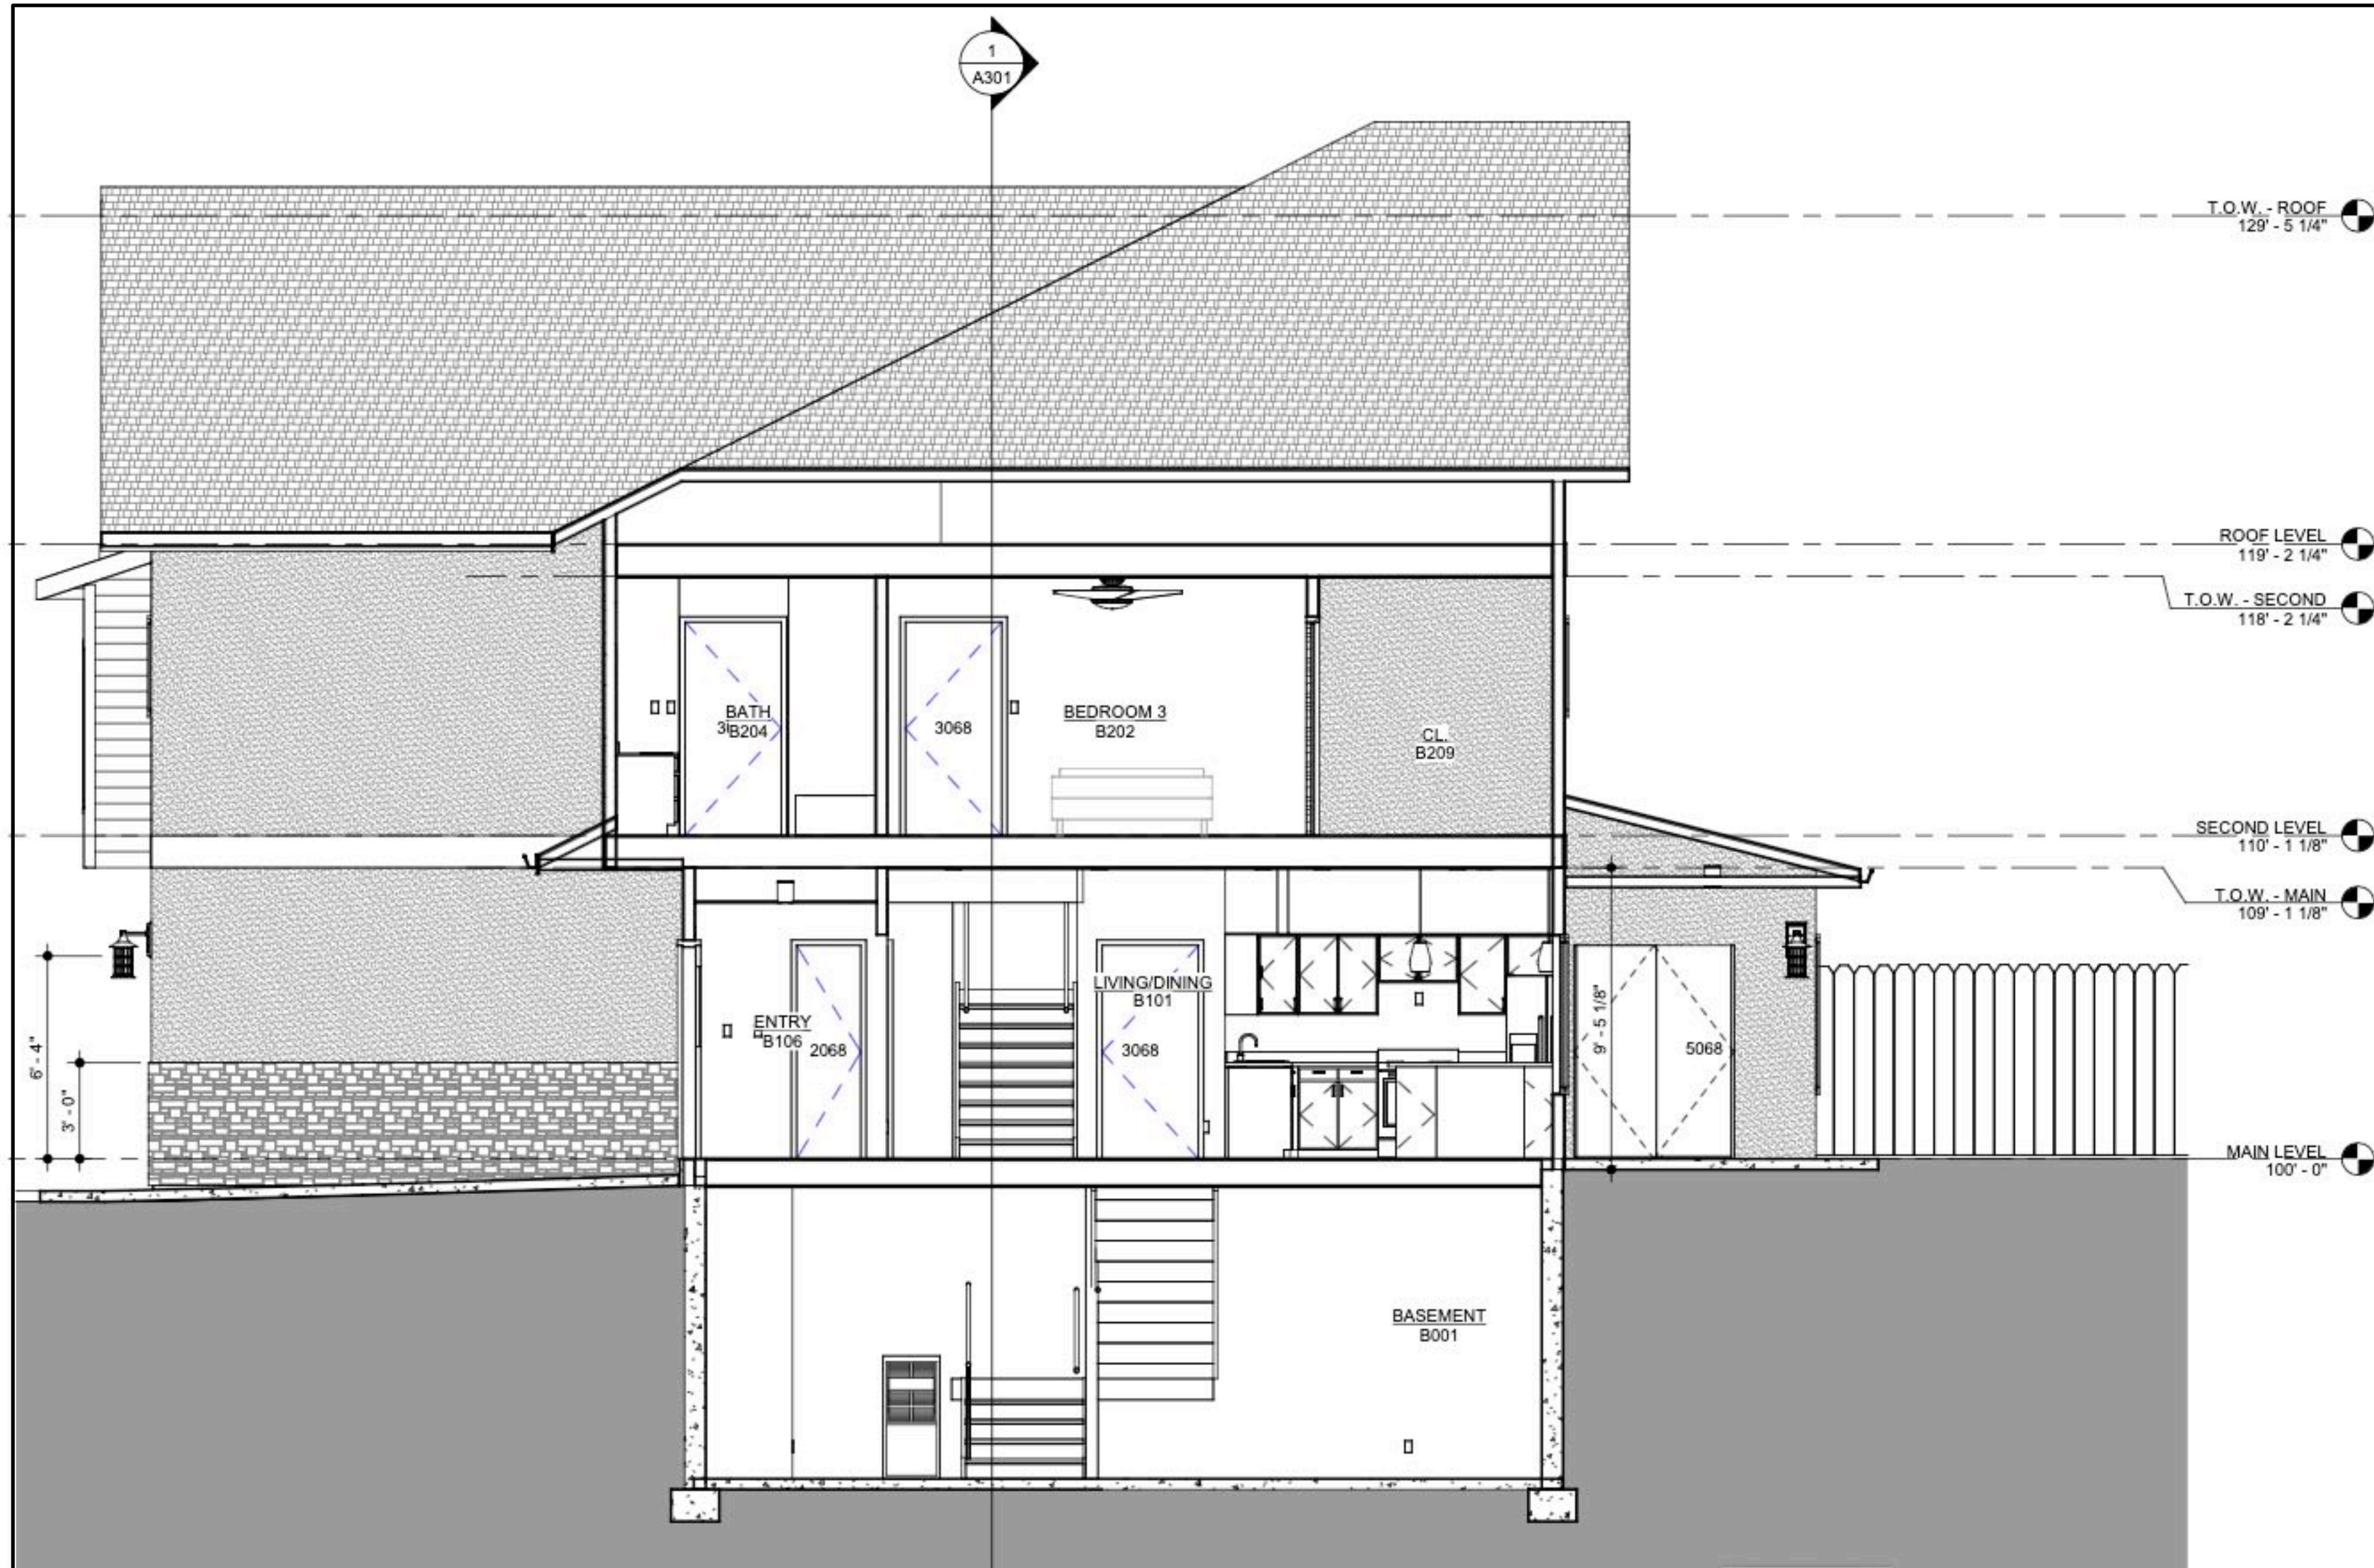 1
A301
T.O.W. - ROOF
129' - 5 1/4"
ROOF LEVEL
119' - 2 1/4"
T.O.W. - SECOND
118' - 2 1/4"
BATH
B204
3068
BEDROOM 3
B202
CL.
B209
SECOND LEVEL
110' - 1 1/8"
T.O.W. - MAIN
109' - 1 1/8"
6' - 4"
3' - 0"
ENTRY
B106
2068
LIVING/DINING
B101
3068
9' - 5 1/8"
5068
MAIN LEVEL
100' - 0"
BASEMENT
B001